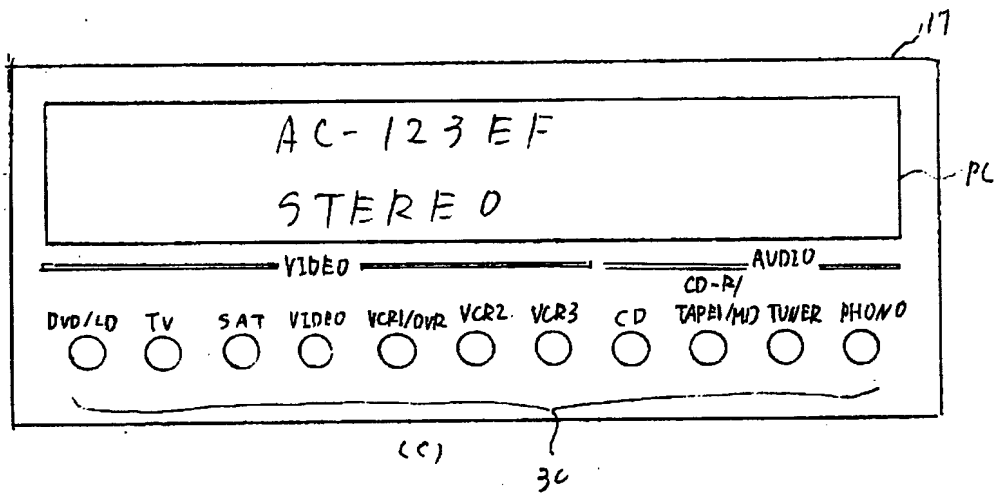 17
AC-123EF
PC
STEREO
VIDEO AUDIO
CD-R/
DVD/LD TV SAT VIDEO VCR1/DVR VCR2 VCR3 CD TAPE1/MD TUNER PHONO
(C)
3C